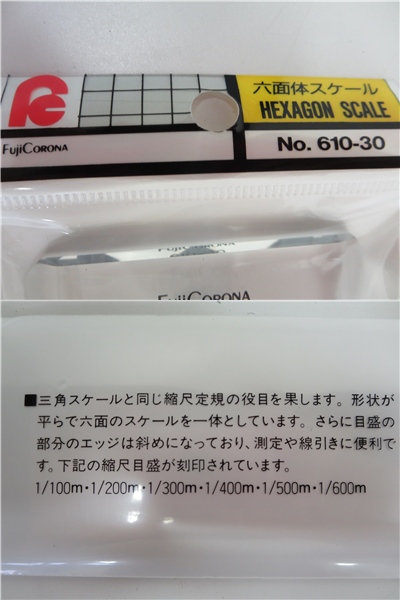 六面体スケール
HEXAGON SCALE
FUJICORONA
No. 610-30
FUJICORONA
FUJICORONA
■三角スケールと同じ縮尺定規の役目を果します。形状が
平らで六面のスケールを一体としています。さらに目盛の
部分のエッジは斜めになっており、測定や線引きに便利で
す。下記の縮尺目盛が刻印されています。
1/100m・1/200m・1/300m・1/400m・1/500m・1/600m